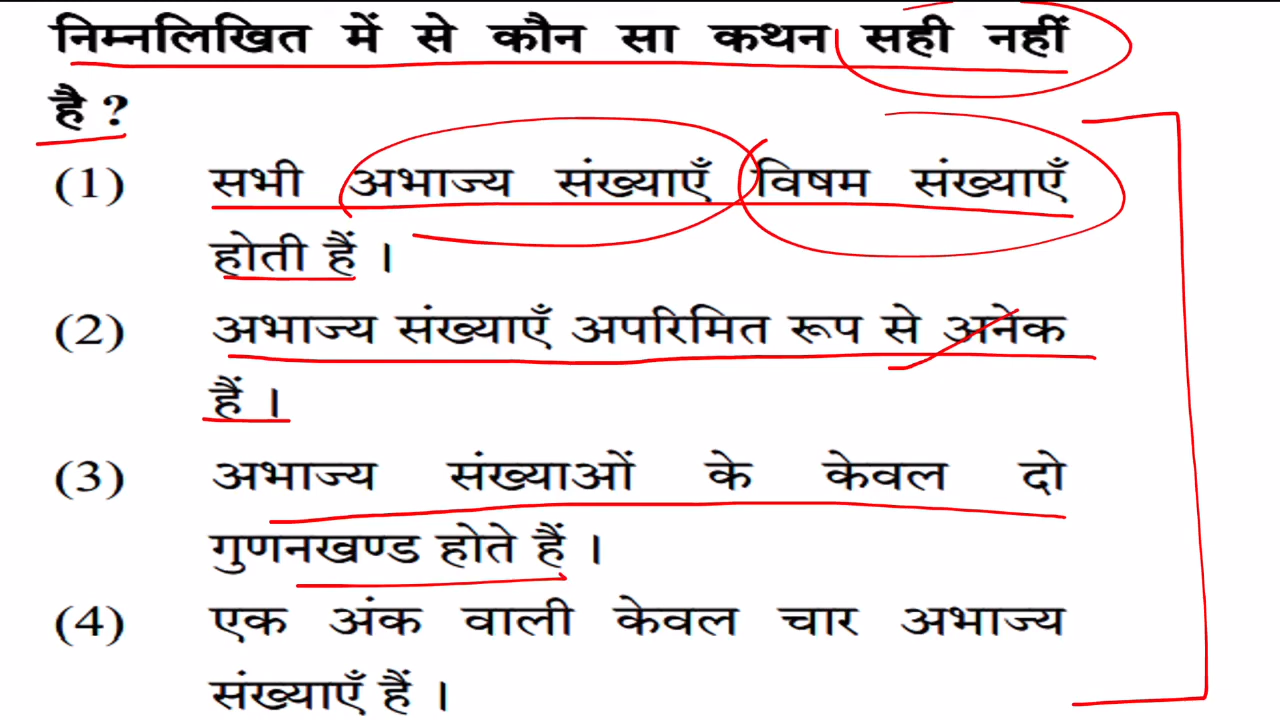 निम्नलिखित में से कौन सा कथन सही नहीं
है ?
(1) सभी अभाज्य संख्याएँ विषम संख्याएँ
होती हैं ।
(2) अभाज्य संख्याएँ अपरिमित रूप से अनेक
हैं ।
(3) अभाज्य संख्याओं के केवल दो
गुणनखण्ड होते हैं ।
(4) एक अंक वाली केवल चार अभाज्य
संख्याएँ हैं ।